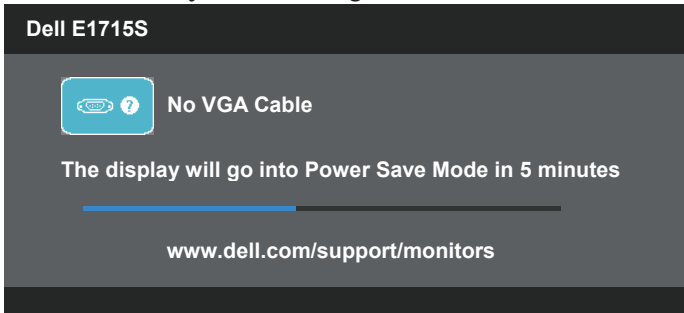 Dell E1715S
? No VGA Cable
The display will go into Power Save Mode in 5 minutes
www.dell.com/support/monitors